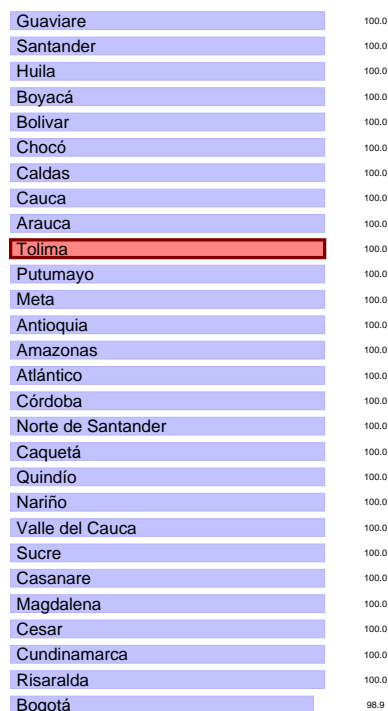 Guaviare 100.0
Santander 100.0
Huila 100.0
Boyacá 100.0
Bolivar 100.0
Chocó 100.0
Caldas 100.0
Cauca 100.0
Arauca 100.0
Tolima 100.0
Putumayo 100.0
Meta 100.0
Antioquia 100.0
Amazonas 100.0
Atlántico 100.0
Córdoba 100.0
Norte de Santander 100.0
Caquetá 100.0
Quindío 100.0
Nariño 100.0
Valle del Cauca 100.0
Sucre 100.0
Casanare 100.0
Magdalena 100.0
Cesar 100.0
Cundinamarca 100.0
Risaralda 100.0
Bogotá 98.9